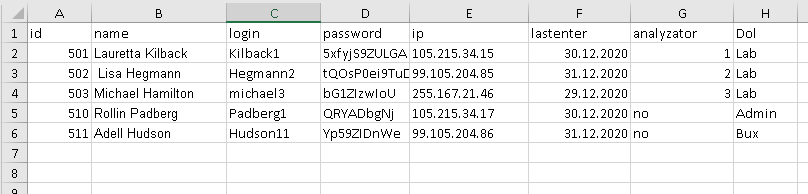 A B C D E F G H
1 id name login password ip lastenter analyzator Dol
2 501 Lauretta Kilback Kilback1 5xfyjS9ZULGA 105.215.34.15 30.12.2020 1 Lab
3 502 Lisa Hegmann Hegmann2 tQOsP0ei9TuD 99.105.204.85 31.12.2020 2 Lab
4 503 Michael Hamilton michael3 bG1ZIzwIoU 255.167.21.46 29.12.2020 3 Lab
5 510 Rollin Padberg Padberg1 QRYADbgNj 105.215.34.17 30.12.2020 no Admin
6 511 Adell Hudson Hudson11 Yp59ZIDnWe 99.105.204.86 31.12.2020 no Bux
7
8